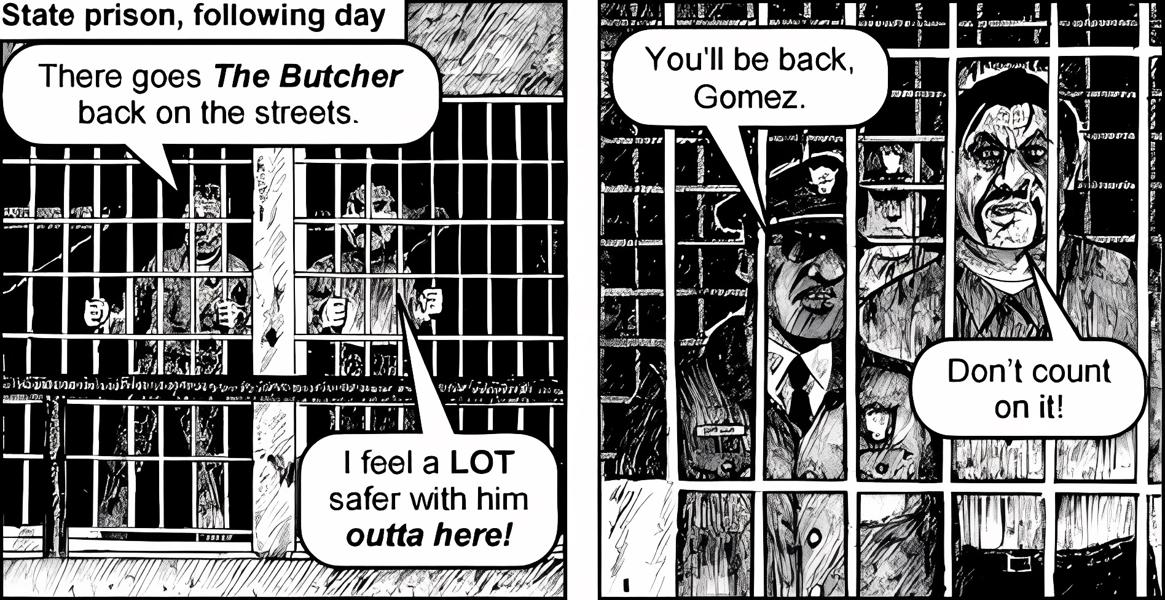 State prison, following day
There goes The Butcher
back on the streets.
I feel a LOT
safer with him
outta here!
You'll be back,
Gomez.
Don't count
on it!